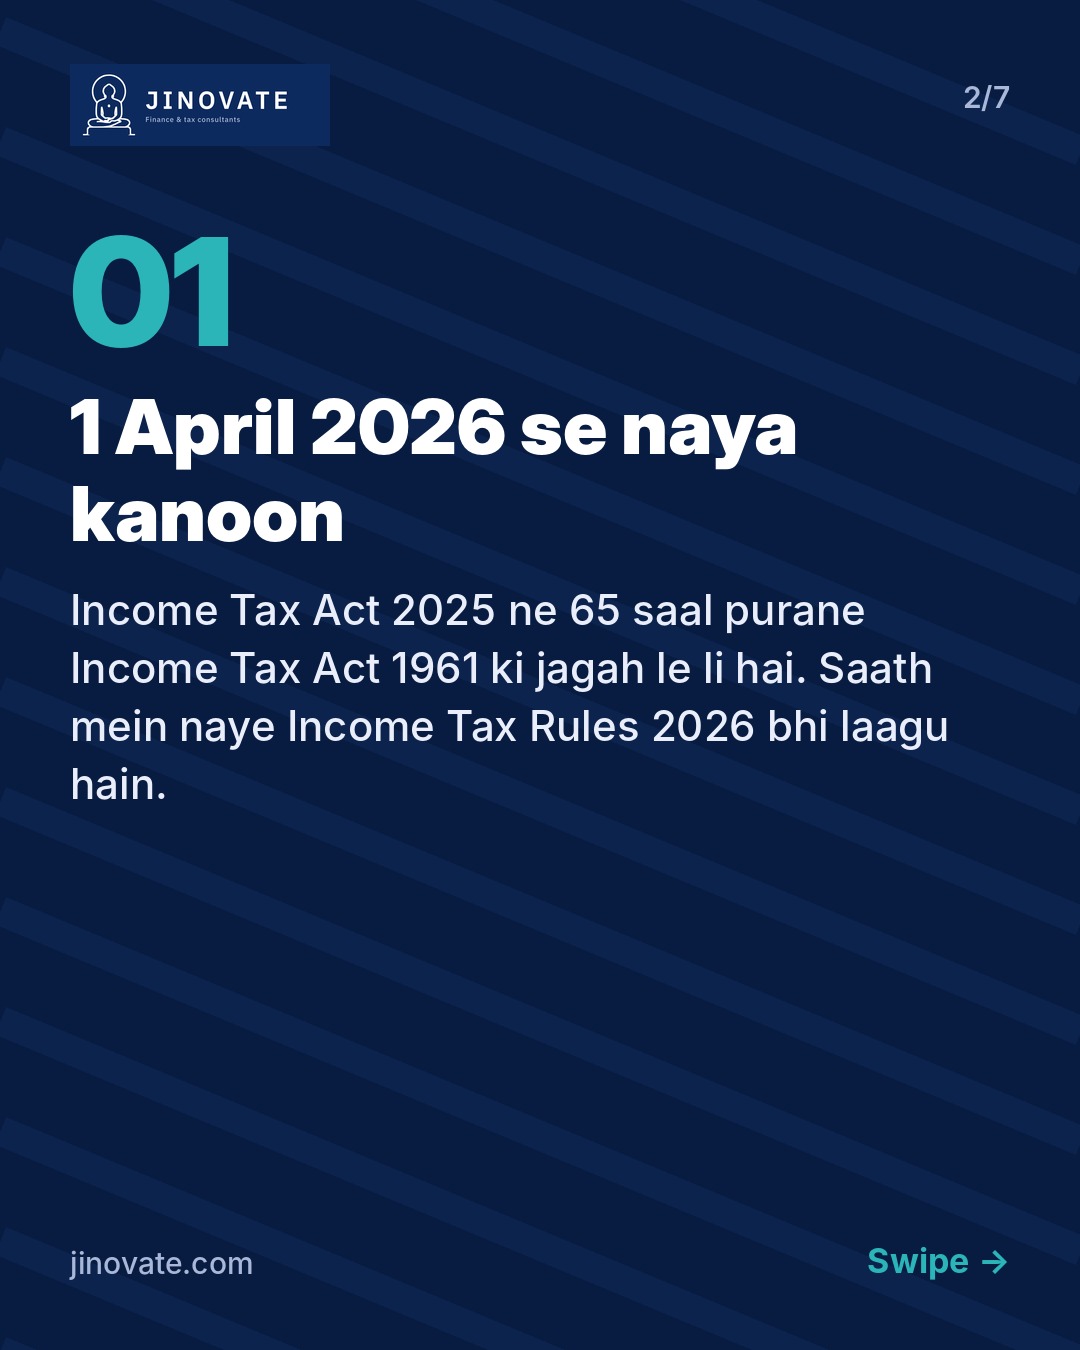 JINOVATE
Finance & tax consultants
2/7
01
1 April 2026 se naya
kanoon
Income Tax Act 2025 ne 65 saal purane
Income Tax Act 1961 ki jagah le li hai. Saath
mein naye Income Tax Rules 2026 bhi laagu
hain.
jinovate.com
Swipe →